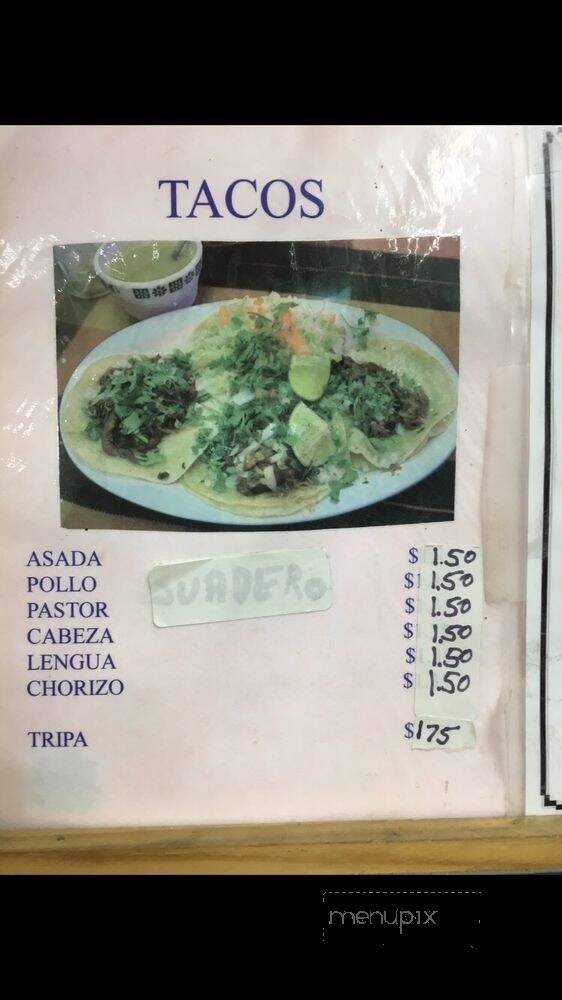 TACOS
ASADA $1.50
POLLO $1 1.50
SUADERO
PASTOR $1.50
CABEZA $1.50
LENGUA $1.50
CHORIZO $1.50
TRIPA $175
menupix